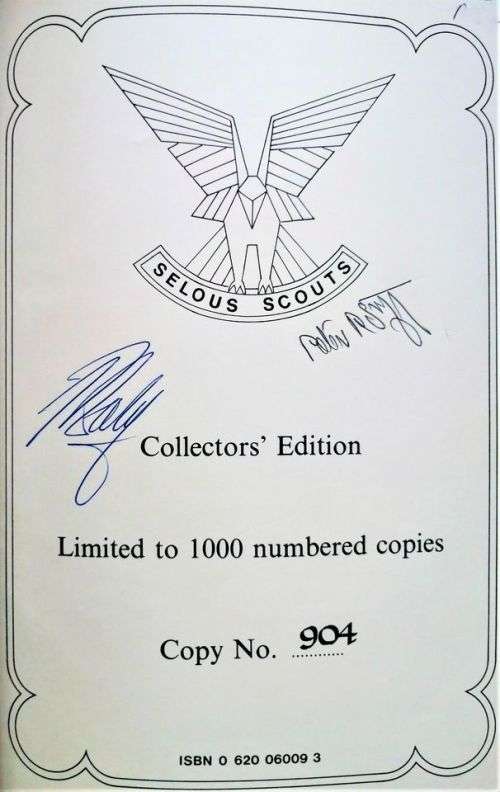 SELOUS SCOUTS
Collectors' Edition
Limited to 1000 numbered copies
Copy No. 904
ISBN 0 620 06009 3